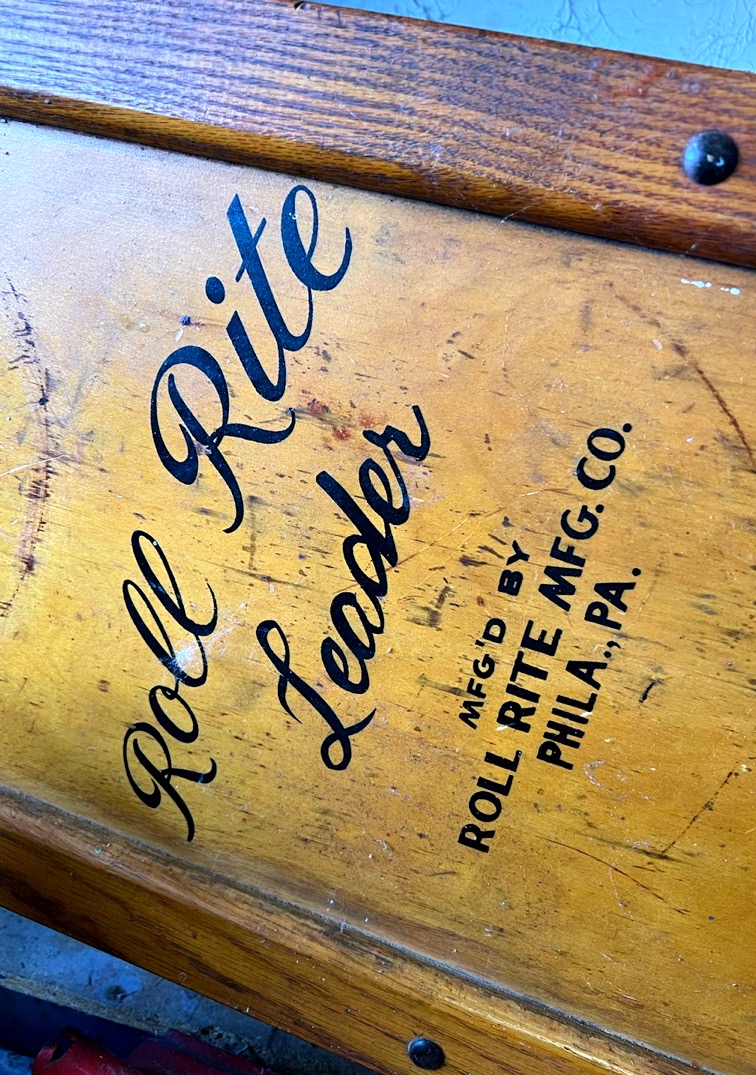 Roll Rite
Leader
MFG'D BY
ROLL RITE MFG. CO.
PHILA., PA.